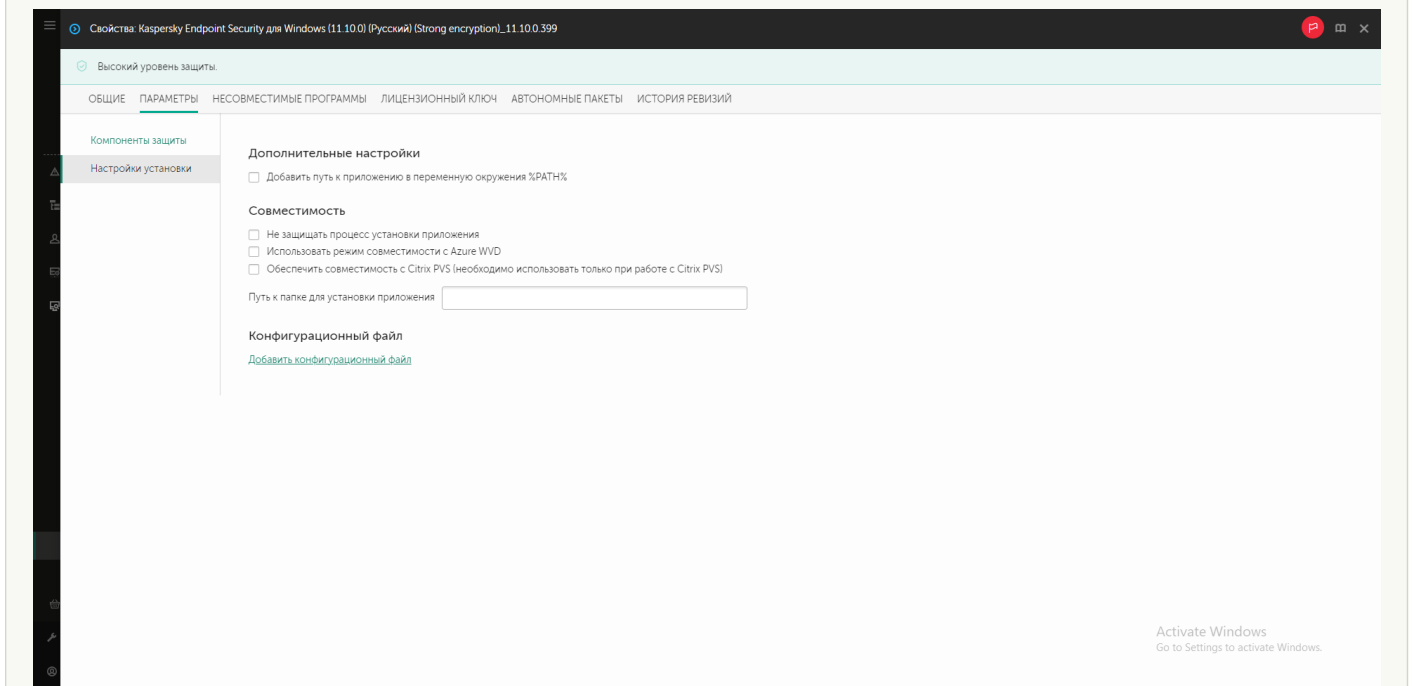 Свойства: Kaspersky Endpoint Security для Windows (11.10.0) (Русский) (Strong encryption)_11.10.0.399
Высокий уровень защиты.
ОБЩИЕ ПАРАМЕТРЫ НЕСОВМЕСТИМЫЕ ПРОГРАММЫ ЛИЦЕНЗИОННЫЙ КЛЮЧ АВТОНОМНЫЕ ПАКЕТЫ ИСТОРИЯ РЕВИЗИЙ
Компоненты защиты
Настройки установки
Дополнительные настройки
Добавить путь к приложению в переменную окружения %PATH%
Совместимость
Не защищать процесс установки приложения
Использовать режим совместимости с Azure WVD
Обеспечить совместимость с Citrix PVS (необходимо использовать только при работе с Citrix PVS)
Путь к папке для установки приложения
Конфигурационный файл
Добавить конфигурационный файл
Activate Windows
Go to Settings to activate Windows.